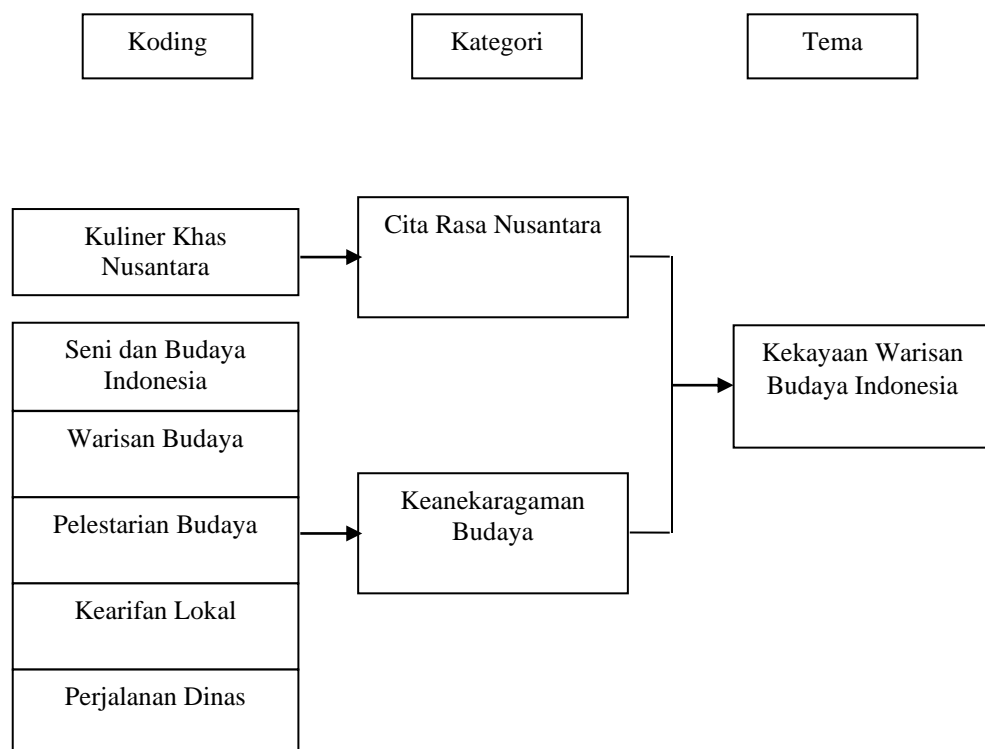 Koding
Kategori
Tema
Kuliner Khas
Nusantara
Cita Rasa Nusantara
Seni dan Budaya
Indonesia
Warisan Budaya
Pelestarian Budaya
Kearifan Lokal
Perjalanan Dinas
Keanekaragaman
Budaya
Kekayaan Warisan
Budaya Indonesia